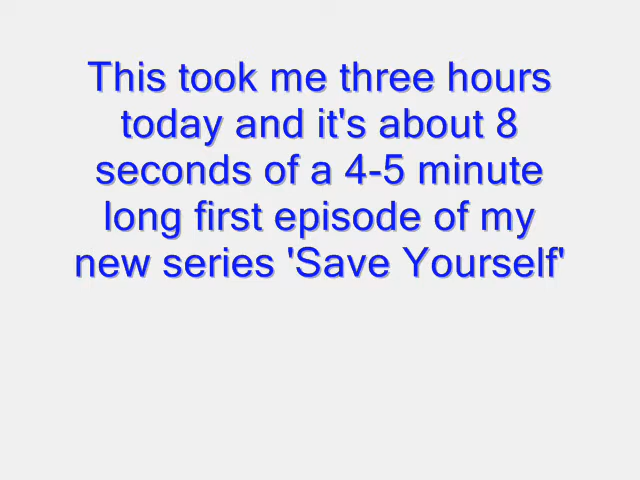 This took me three hours
today and it's about 8
seconds of a 4-5 minute
long first episode of my
new series 'Save Yourself'